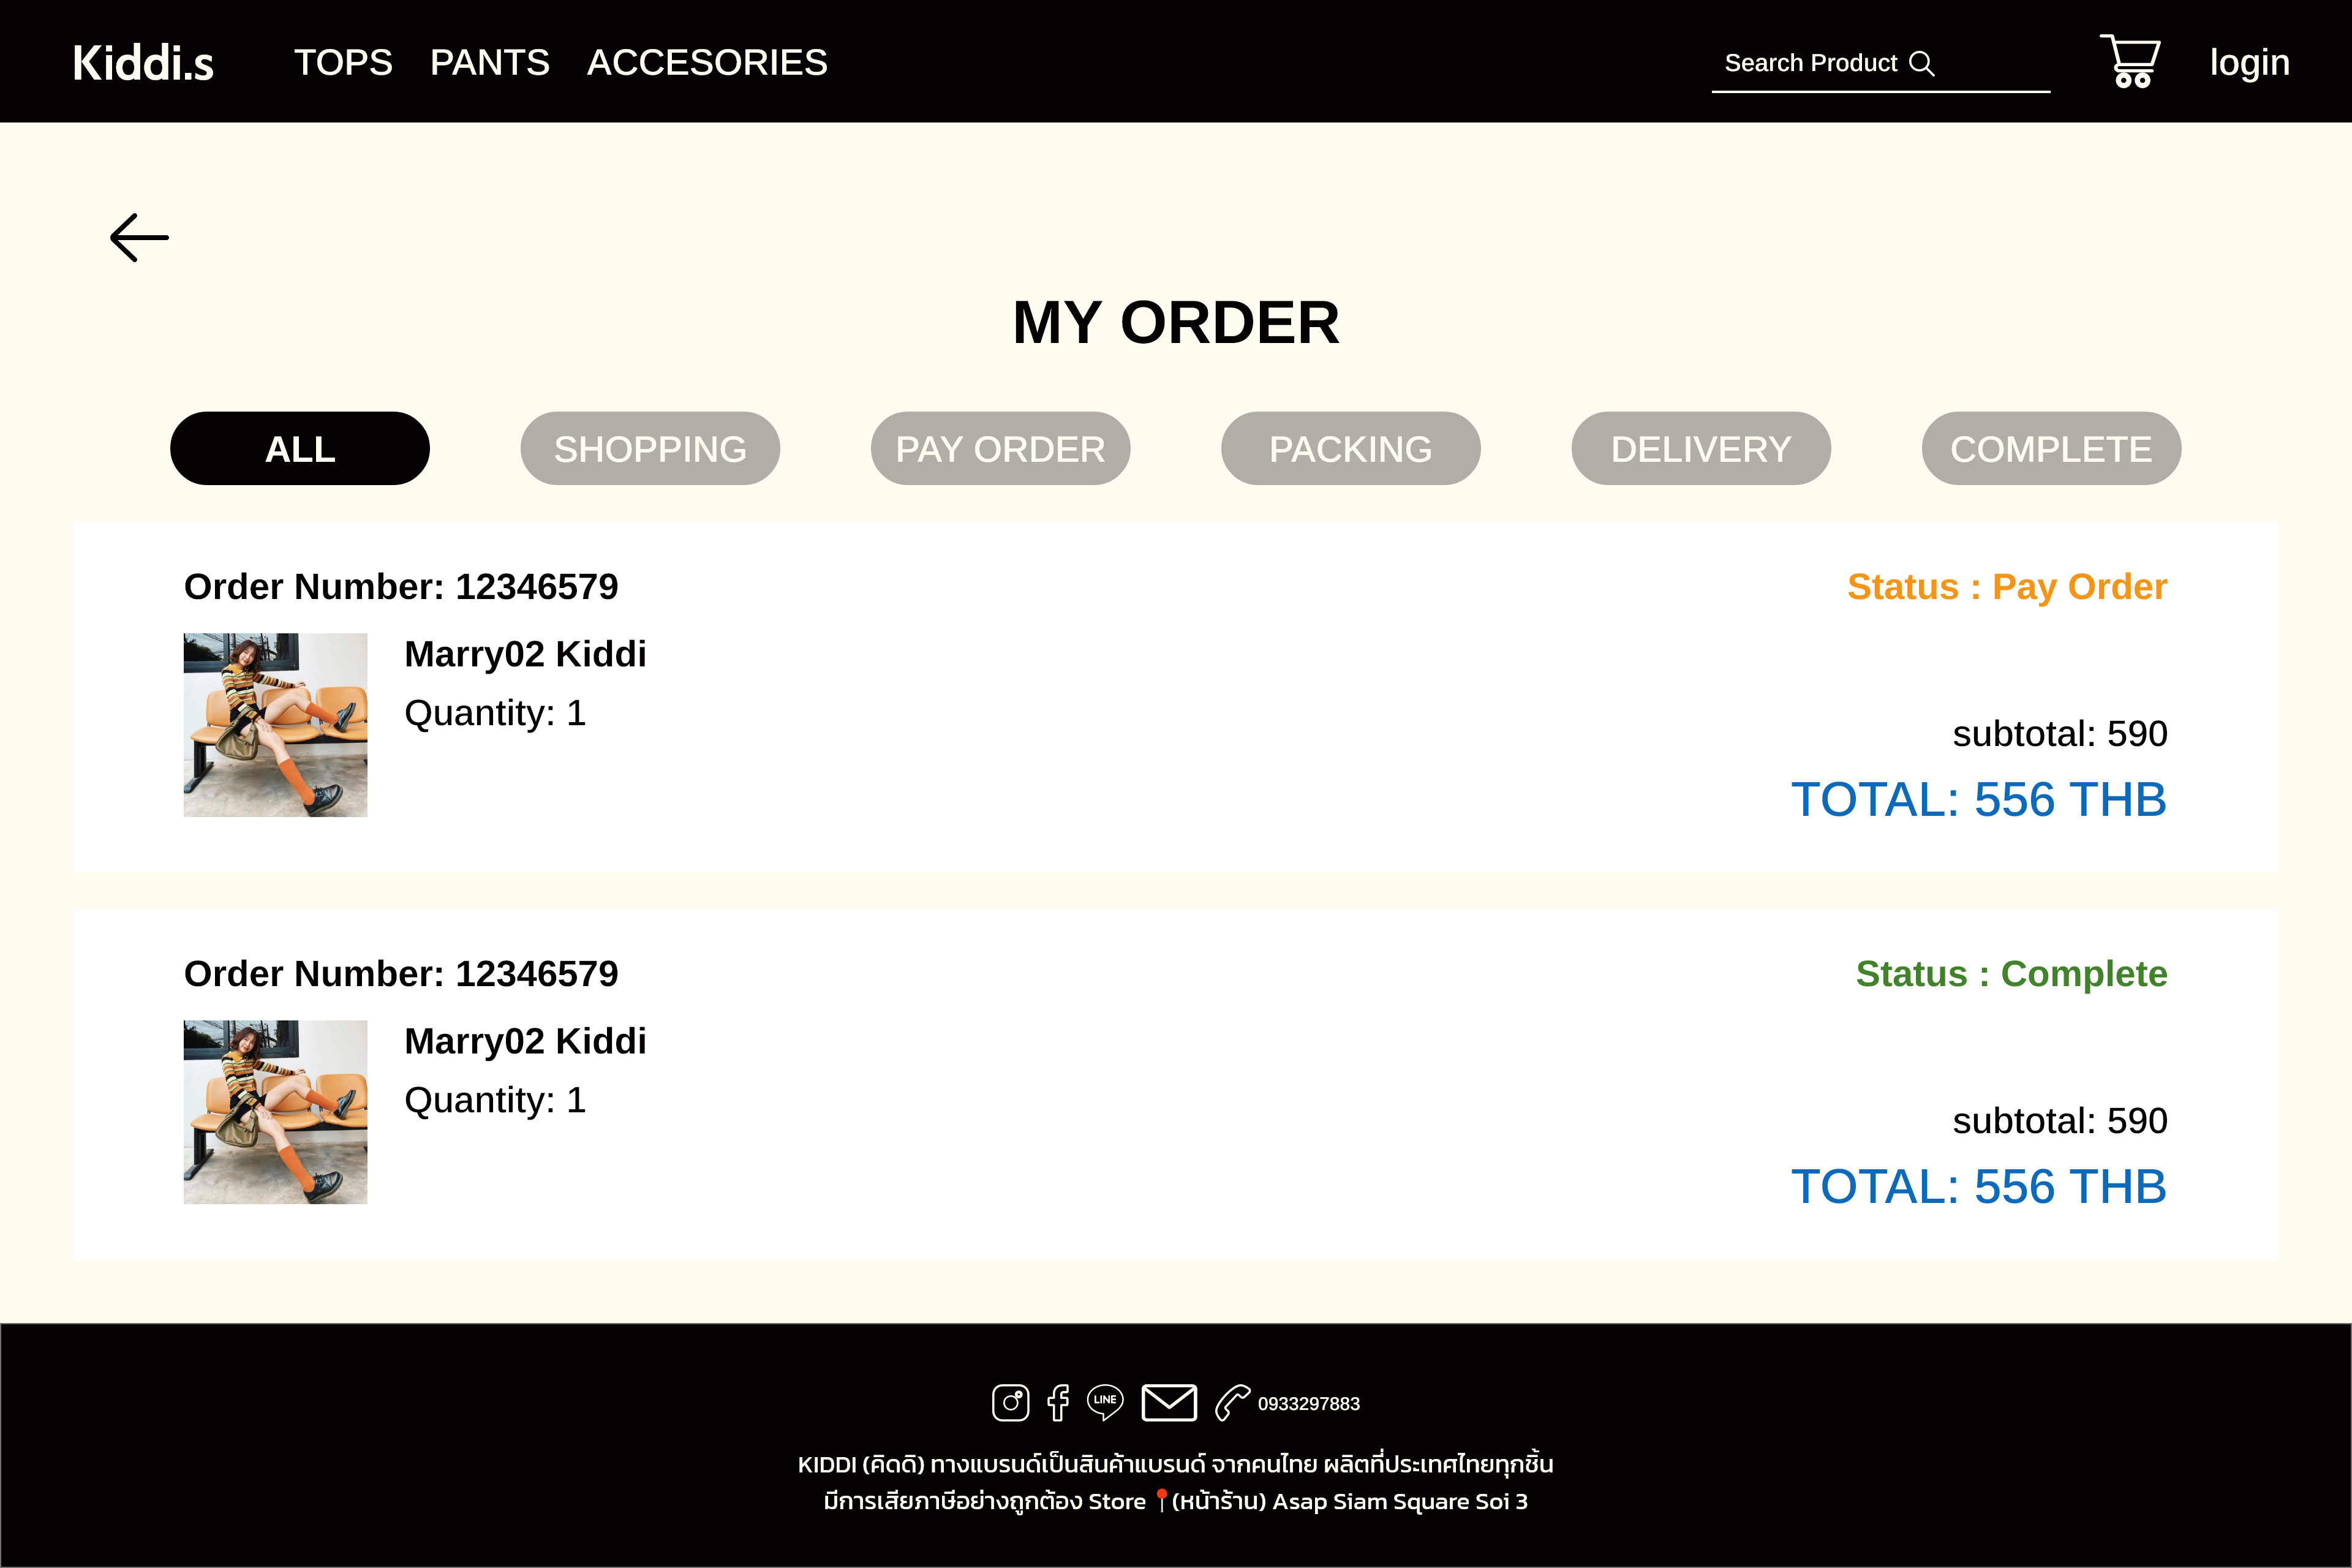 Kiddi.s TOPS PANTS ACCESORIES Search Product login
MY ORDER
ALL SHOPPING PAY ORDER PACKING DELIVERY COMPLETE
Order Number: 12346579 Status : Pay Order
Marry02 Kiddi
Quantity: 1
subtotal: 590
TOTAL: 556 THB
Order Number: 12346579 Status : Complete
Marry02 Kiddi
Quantity: 1
subtotal: 590
TOTAL: 556 THB
LINE 0933297883
KIDDI (คิดดิ) ทางแบรนด์เป็นสินค้าแบรนด์ จากคนไทย ผลิตที่ประเทศไทยทุกชิ้น
มีการเสียภาษีอย่างถูกต้อง Store 📍(หน้าร้าน) Asap Siam Square Soi 3